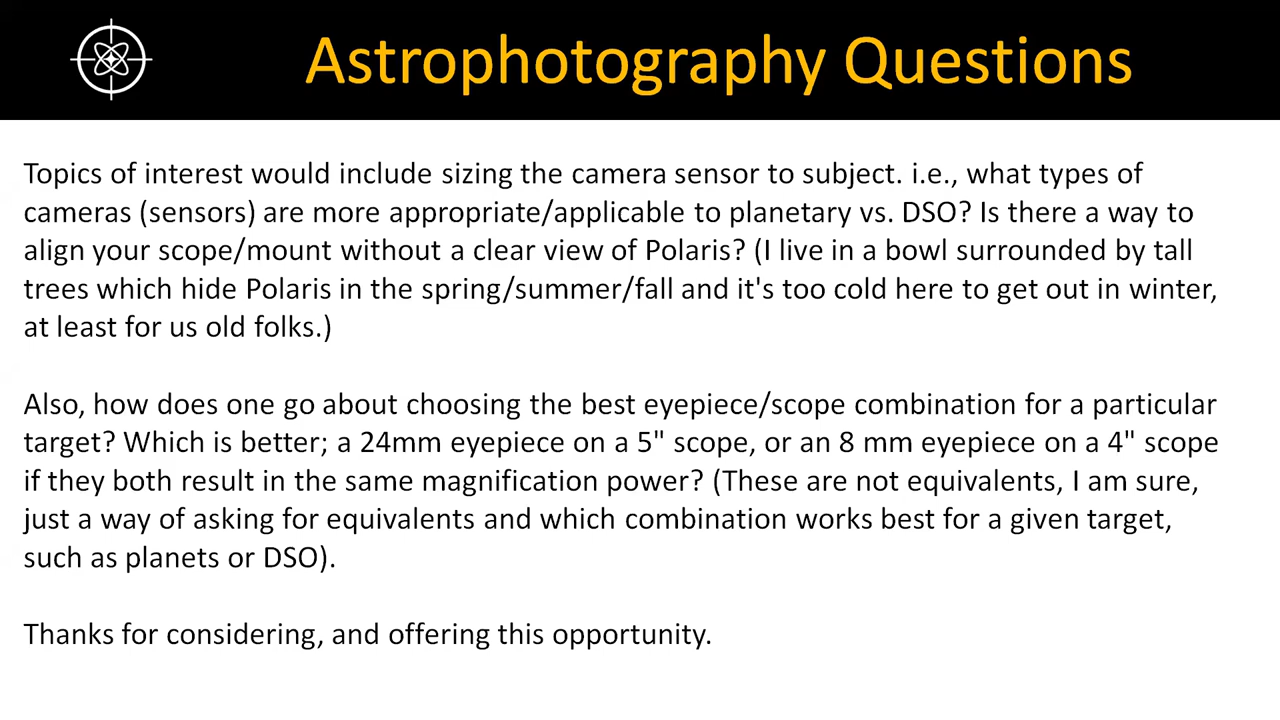 Astrophotography Questions
Topics of interest would include sizing the camera sensor to subject. i.e., what types of
cameras (sensors) are more appropriate/applicable to planetary vs. DSO? Is there a way to
align your scope/mount without a clear view of Polaris? (I live in a bowl surrounded by tall
trees which hide Polaris in the spring/summer/fall and it's too cold here to get out in winter,
at least for us old folks.)
Also, how does one go about choosing the best eyepiece/scope combination for a particular
target? Which is better; a 24mm eyepiece on a 5" scope, or an 8 mm eyepiece on a 4" scope
if they both result in the same magnification power? (These are not equivalents, I am sure,
just a way of asking for equivalents and which combination works best for a given target,
such as planets or DSO).
Thanks for considering, and offering this opportunity.